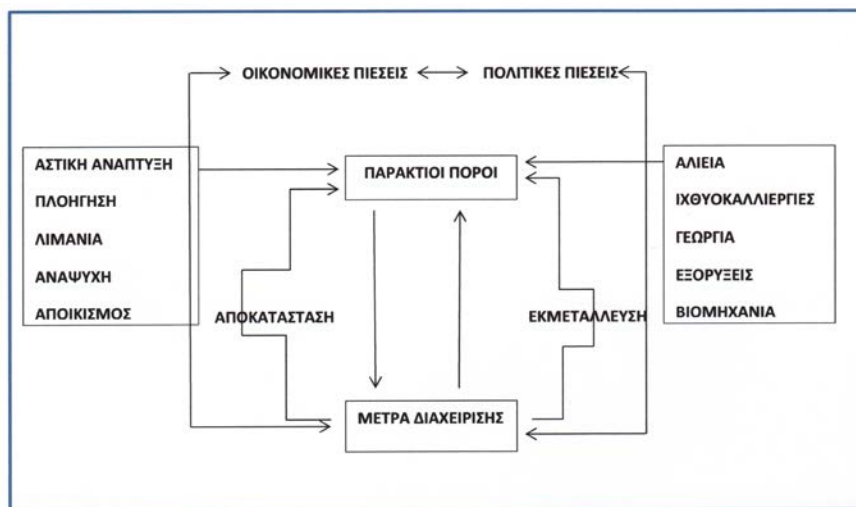 ΟΙΚΟΝΟΜΙΚΕΣ ΠΙΕΣΕΙΣ
ΠΟΛΙΤΙΚΕΣ ΠΙΕΣΕΙΣ
ΑΣΤΙΚΗ ΑΝΑΠΤΥΞΗ
ΠΛΟΗΓΗΣΗ
ΛΙΜΑΝΙΑ
ΑΝΑΨΥΧΗ
ΑΠΟΙΚΙΣΜΟΣ
ΠΑΡΑΚΤΙΟΙ ΠΟΡΟΙ
ΑΛΙΕΙΑ
ΙΧΘΥΟΚΑΛΛΙΕΡΓΙΕΣ
ΓΕΩΡΓΙΑ
ΕΞΟΡΥΞΕΙΣ
ΒΙΟΜΗΧΑΝΙΑ
ΑΠΟΚΑΤΑΣΤΑΣΗ
ΕΚΜΕΤΑΛΛΕΥΣΗ
ΜΕΤΡΑ ΔΙΑΧΕΙΡΙΣΗΣ